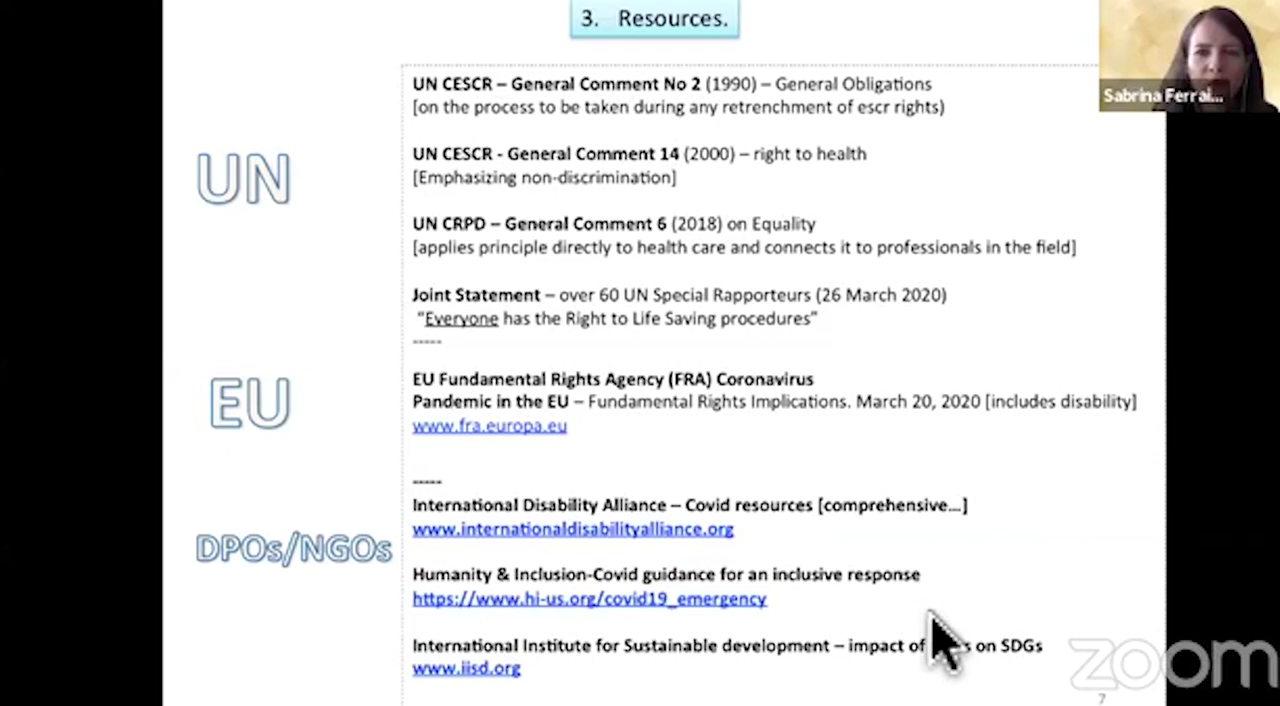 3. Resources.
UN CESCR – General Comment No 2 (1990) – General Obligations
[on the process to be taken during any retrenchment of escr rights)
UN CESCR - General Comment 14 (2000) – right to health
[Emphasizing non-discrimination]
UN CRPD – General Comment 6 (2018) on Equality
[applies principle directly to health care and connects it to professionals in the field]
Joint Statement – over 60 UN Special Rapporteurs (26 March 2020)
“Everyone has the Right to Life Saving procedures”
-----
UN
EU Fundamental Rights Agency (FRA) Coronavirus
Pandemic in the EU – Fundamental Rights Implications. March 20, 2020 [includes disability]
www.fra.europa.eu
EU
-----
International Disability Alliance – Covid resources [comprehensive…]
www.internationaldisabilityalliance.org
DPOs/NGOs
Humanity & Inclusion-Covid guidance for an inclusive response
https://www.hi-us.org/covid19_emergency
International Institute for Sustainable development – impact of on SDGs
www.iisd.org
7
Sabrina Ferrai...
zoom